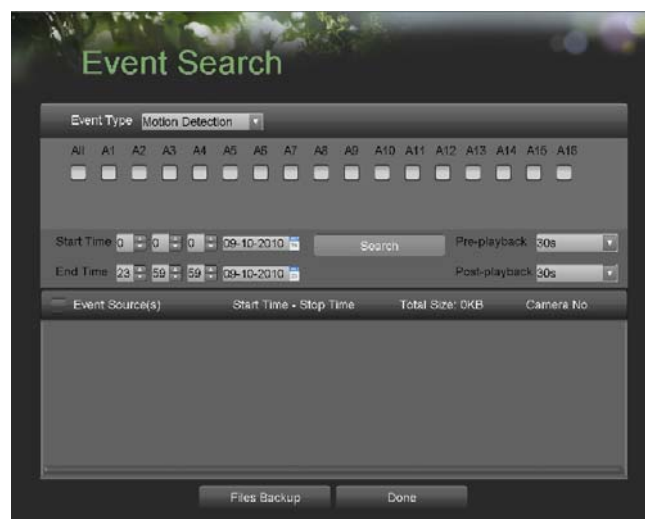 Event Search
Event Type Motion Detection
All A1 A2 A3 A4 A5 A6 A7 A8 A9 A10 A11 A12 A13 A14 A15 A16
Start Time 0 0 0 09-10-2010 Search Pre-playback 30s
End Time 23 59 59 09-10-2010 Post-playback 30s
Event Source(s) Start Time - Stop Time Total Size: 0KB Camera No
Files Backup Done